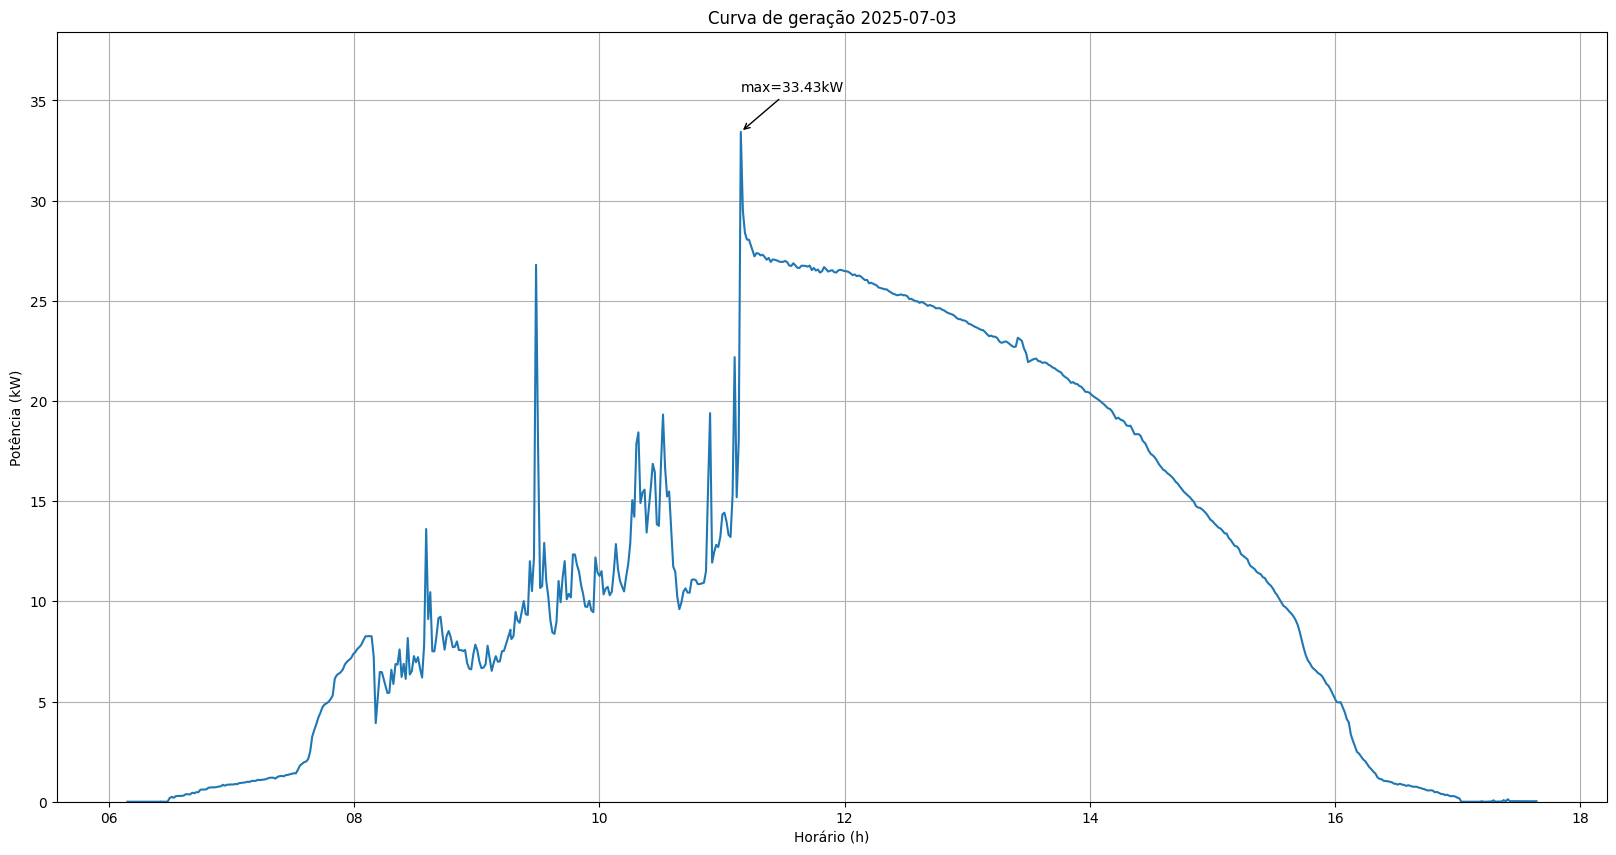 Curva de geração 2025-07-03
max=33.43kW
Potência (kW)
35
30
25
20
15
10
5
0
06 08 10 12 14 16 18
Horário (h)